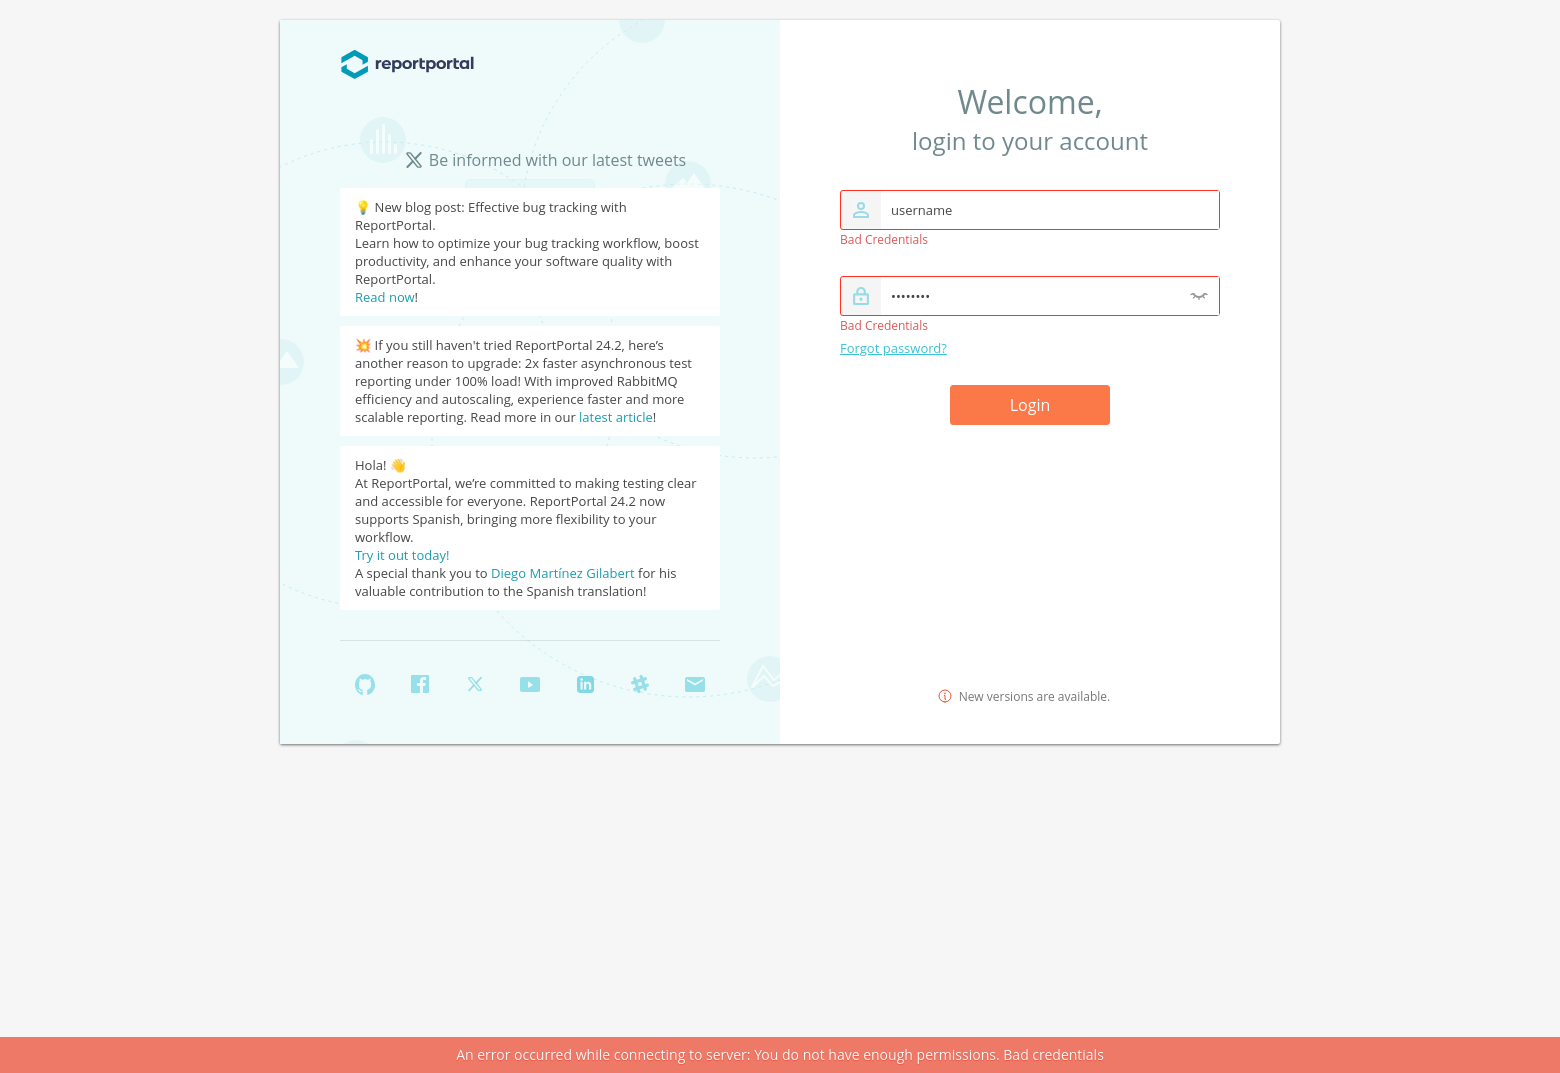 reportportal
Be informed with our latest tweets
💡 New blog post: Effective bug tracking with
ReportPortal.
Learn how to optimize your bug tracking workflow, boost
productivity, and enhance your software quality with
ReportPortal.
Read now!
💥 If you still haven't tried ReportPortal 24.2, here’s
another reason to upgrade: 2x faster asynchronous test
reporting under 100% load! With improved RabbitMQ
efficiency and autoscaling, experience faster and more
scalable reporting. Read more in our latest article!
Hola! 👋
At ReportPortal, we’re committed to making testing clear
and accessible for everyone. ReportPortal 24.2 now
supports Spanish, bringing more flexibility to your
workflow.
Try it out today!
A special thank you to Diego Martínez Gilabert for his
valuable contribution to the Spanish translation!
Welcome,
login to your account
username
Bad Credentials
••••••••
Bad Credentials
Forgot password?
Login
New versions are available.
An error occurred while connecting to server: You do not have enough permissions. Bad credentials